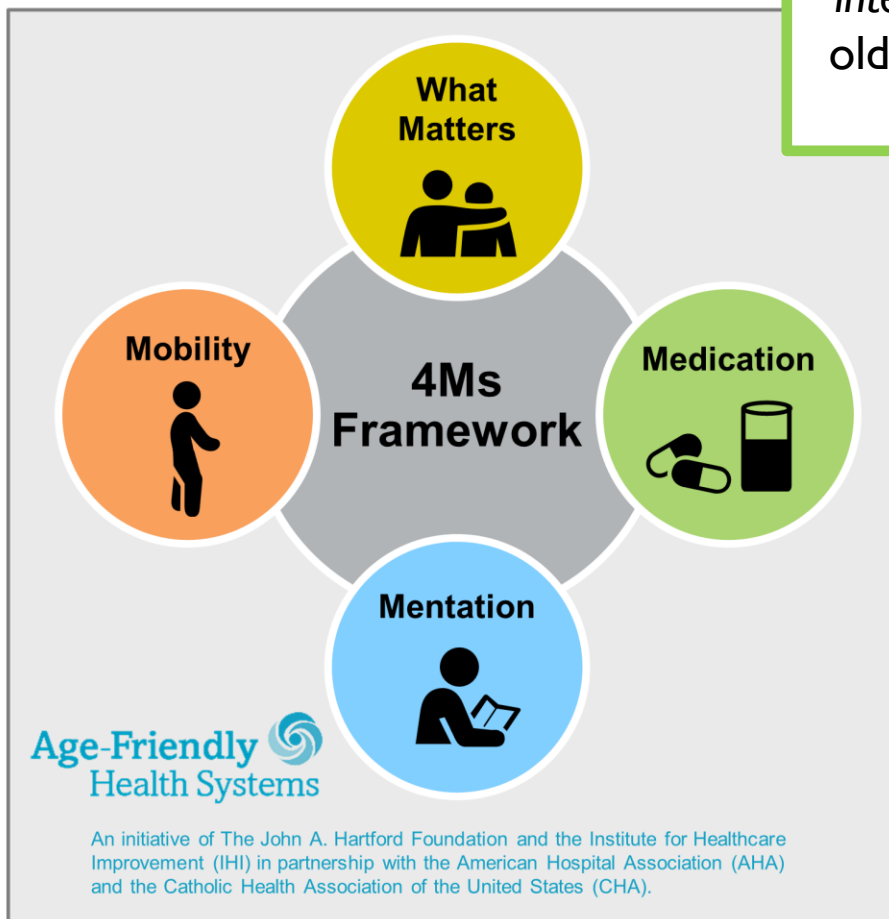 old
What
Matters
Mobility
4Ms
Framework
Medication
Mentation
Age-Friendly
Health Systems
An initiative of The John A. Hartford Foundation and the Institute for Healthcare
Improvement (IHI) in partnership with the American Hospital Association (AHA)
and the Catholic Health Association of the United States (CHA).